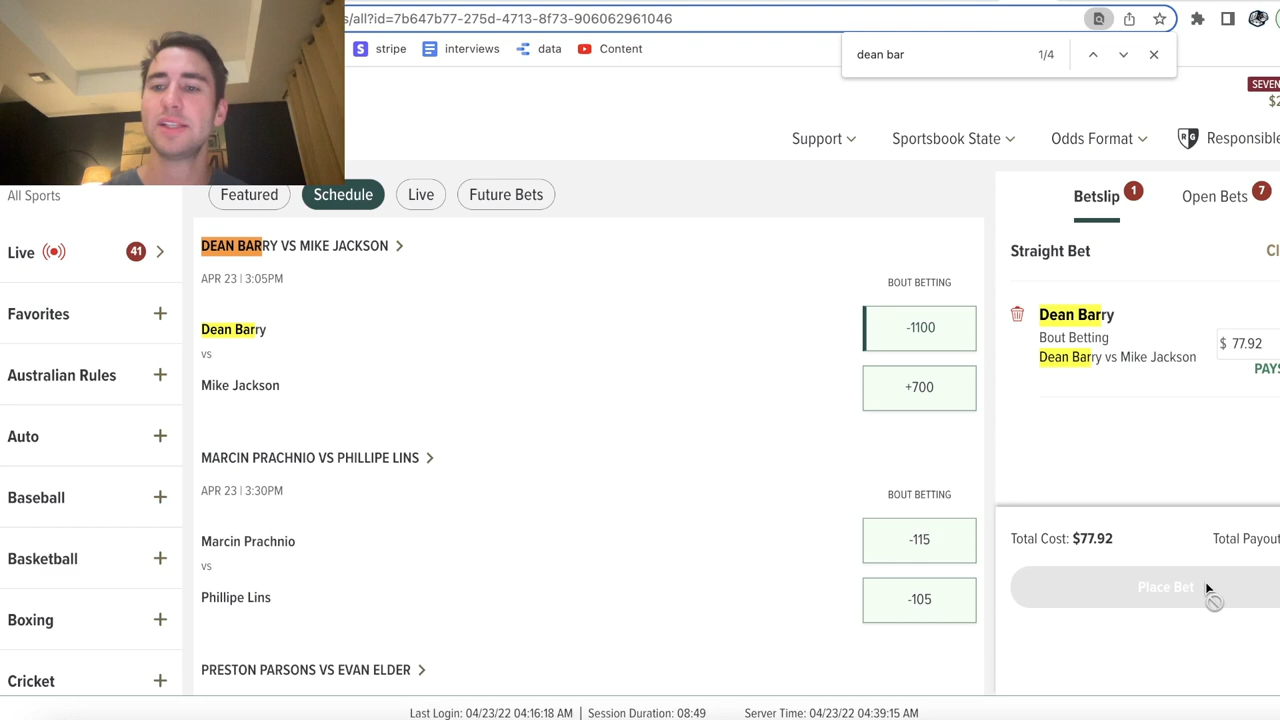 s/all?id=7b647b77-275d-4713-8f73-906062961046
stripe interviews data Content
dean bar 1/4
SEVEN
Support Sportsbook State Odds Format Responsible
All Sports
Featured Schedule Live Future Bets
Betslip 1 Open Bets 7
Live 41
Favorites
Australian Rules
Auto
Baseball
Basketball
Boxing
Cricket
DEAN BARRY VS MIKE JACKSON
APR 23 | 3:05PM
BOUT BETTING
Dean Barry -1100
vs
Mike Jackson +700
MARCIN PRACHNIO VS PHILLIPE LINS
APR 23 | 3:30PM
BOUT BETTING
Marcin Prachnio -115
vs
Phillipe Lins -105
PRESTON PARSONS VS EVAN ELDER
Straight Bet
Dean Barry
Bout Betting
$ 77.92
Dean Barry vs Mike Jackson
PAYS
Total Cost: $77.92 Total Payout
Place Bet
Last Login: 04/23/22 04:16:18 AM | Session Duration: 08:49 Server Time: 04/23/22 04:39:15 AM